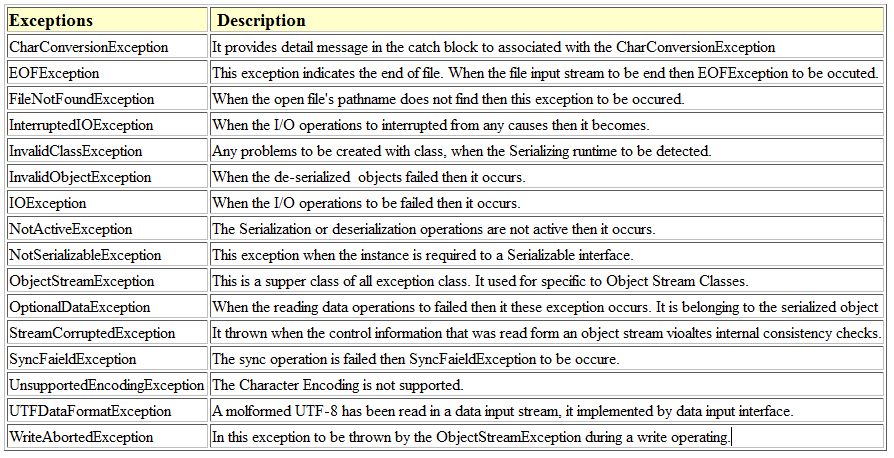 Exceptions Description
CharConversionException It provides detail message in the catch block to associated with the CharConversionException
EOFException This exception indicates the end of file. When the file input stream to be end then EOFException to be occuted.
FileNotFoundException When the open file's pathname does not find then this exception to be occured.
InterruptedIOException When the I/O operations to interrupted from any causes then it becomes.
InvalidClassException Any problems to be created with class, when the Serializing runtime to be detected.
InvalidObjectException When the de-serialized objects failed then it occurs.
IOException When the I/O operations to be failed then it occurs.
NotActiveException The Serialization or deserialization operations are not active then it occurs.
NotSerializableException This exception when the instance is required to a Serializable interface.
ObjectStreamException This is a supper class of all exception class. It used for specific to Object Stream Classes.
OptionalDataException When the reading data operations to failed then it these exception occurs. It is belonging to the serialized object
StreamCorruptedException It thrown when the control information that was read form an object stream vioaltes internal consistency checks.
SyncFaieldException The sync operation is failed then SyncFaieldException to be occure.
UnsupportedEncodingException The Character Encoding is not supported.
UTFDataFormatException A molformed UTF-8 has been read in a data input stream, it implemented by data input interface.
WriteAbortedException In this exception to be thrown by the ObjectStreamException during a write operating.